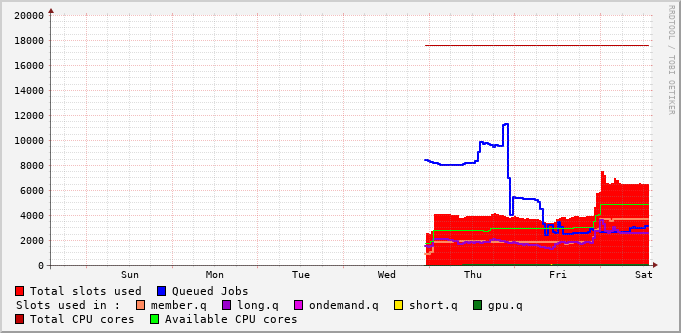 20000
18000
16000
14000
12000
10000
8000
6000
4000
2000
0
Sun Mon Tue Wed Thu Fri Sat
Total slots used Queued Jobs
Slots used in : member.q long.q ondemand.q short.q gpu.q
Total CPU cores Available CPU cores
RRDTOOL / TOBI OETIKER